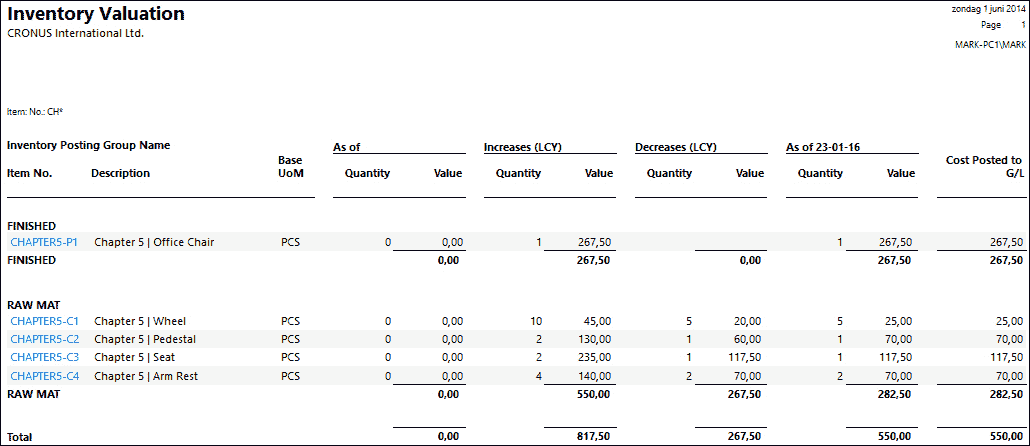 Inventory Valuation
zondag 1 juni 2014
CRONUS International Ltd.
Page 1
MARK-PC1\MARK
Item: No.: CH*
Inventory Posting Group Name As of Increases (LCY) Decreases (LCY) As of 23-01-16
Base Cost Posted to
Item No. Description UoM Quantity Value Quantity Value Quantity Value Quantity Value G/L
FINISHED
CHAPTER5-P1 Chapter 5 | Office Chair PCS 0 0,00 1 267,50 1 267,50 267,50
FINISHED 0,00 267,50 0,00 267,50 267,50
RAW MAT
CHAPTER5-C1 Chapter 5 | Wheel PCS 0 0,00 10 45,00 5 20,00 5 25,00 25,00
CHAPTER5-C2 Chapter 5 | Pedestal PCS 0 0,00 2 130,00 1 60,00 1 70,00 70,00
CHAPTER5-C3 Chapter 5 | Seat PCS 0 0,00 2 235,00 1 117,50 1 117,50 117,50
CHAPTER5-C4 Chapter 5 | Arm Rest PCS 0 0,00 4 140,00 2 70,00 2 70,00 70,00
RAW MAT 0,00 550,00 267,50 282,50 282,50
Total 0,00 817,50 267,50 550,00 550,00